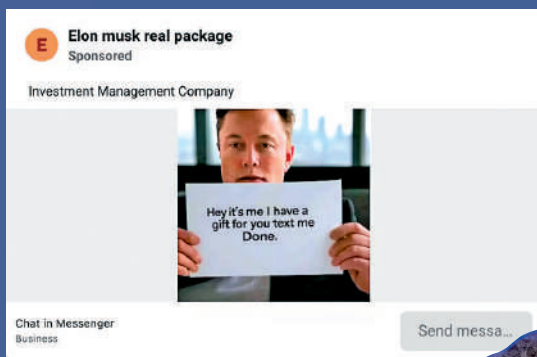 E
Elon musk real package
Sponsored
Investment Management Company
Hey it's me I have a
gift for you text me
Done.
Chat in Messenger
Business
Send messa...